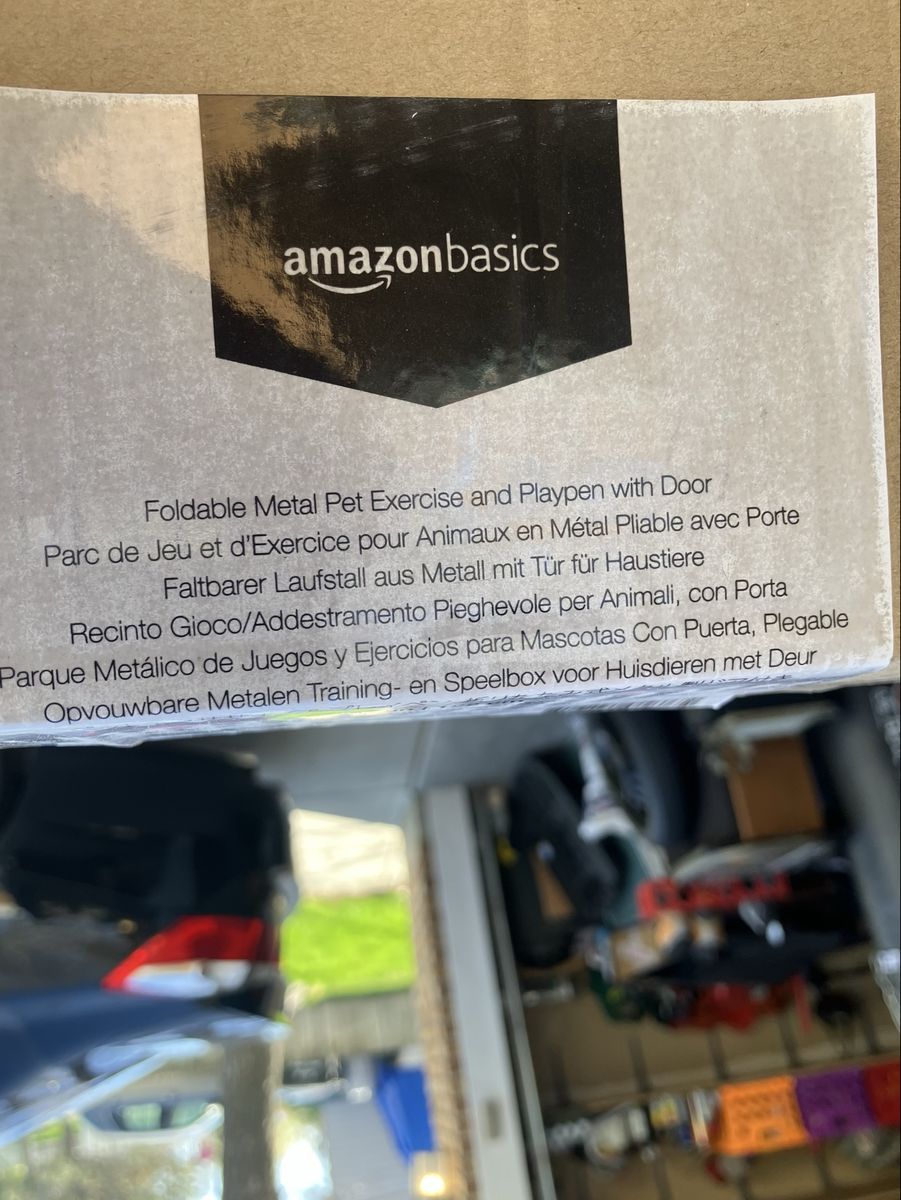 amazonbasics
Foldable Metal Pet Exercise and Playpen with Door
Parc de Jeu et d'Exercice pour Animaux en Métal Pliable avec Porte
Faltbarer Laufstall aus Metall mit Tür für Haustiere
Recinto Gioco/Addestramento Pieghevole per Animali, con Porta
Parque Metálico de Juegos y Ejercicios para Mascotas Con Puerta, Plegable
Opvouwbare Metalen Training- en Speelbox voor Huisdieren met Deur